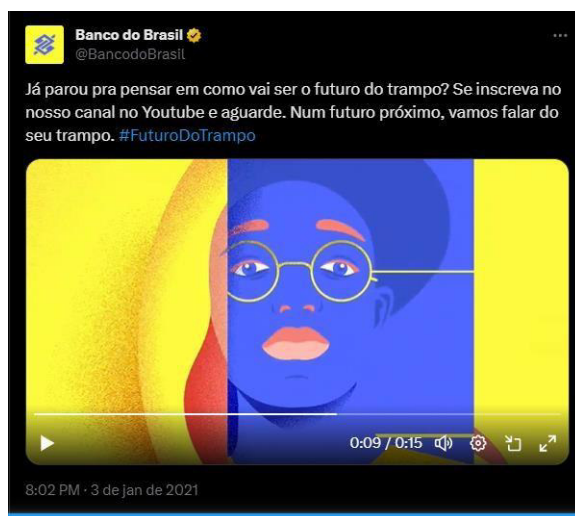 Banco do Brasil
@BancodoBrasil
Já parou pra pensar em como vai ser o futuro do trampo? Se inscreva no
nosso canal no Youtube e aguarde. Num futuro próximo, vamos falar do
seu trampo. #FuturoDoTrampo
0:09 / 0:15
8:02 PM · 3 de jan de 2021